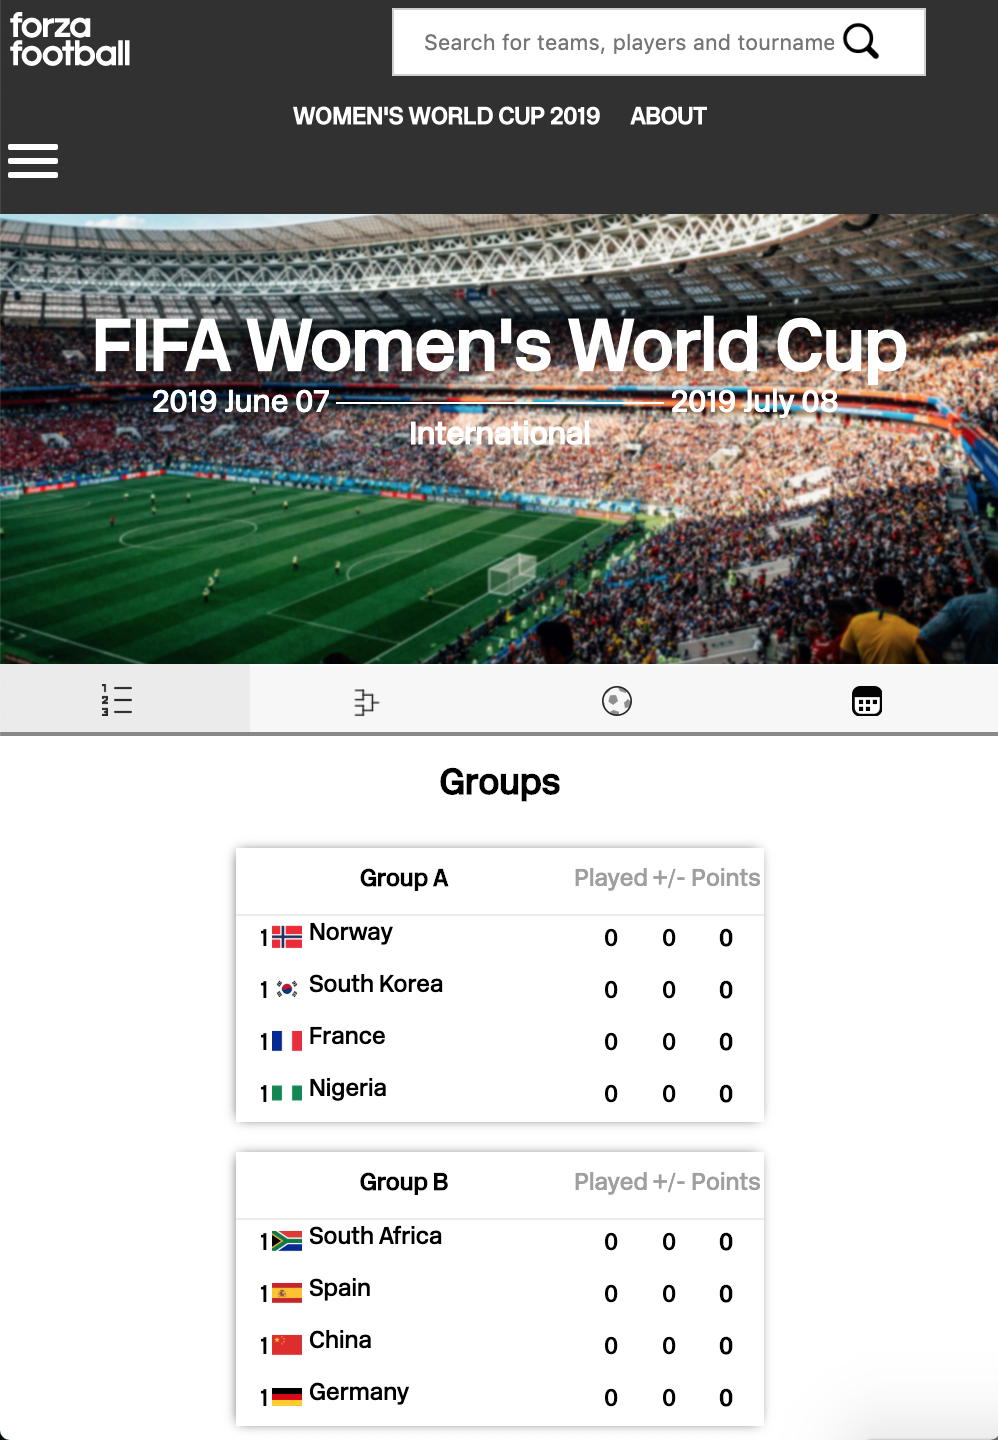 forza
football
Search for teams, players and tourname
WOMEN'S WORLD CUP 2019 ABOUT
FIFA Women's World Cup
2019 June 07 2019 July 08
International
1
2
3
Groups
Group A Played +/- Points
1 Norway 0 0 0
1 South Korea 0 0 0
1 France 0 0 0
1 Nigeria 0 0 0
Group B Played +/- Points
1 South Africa 0 0 0
1 Spain 0 0 0
1 China 0 0 0
1 Germany 0 0 0